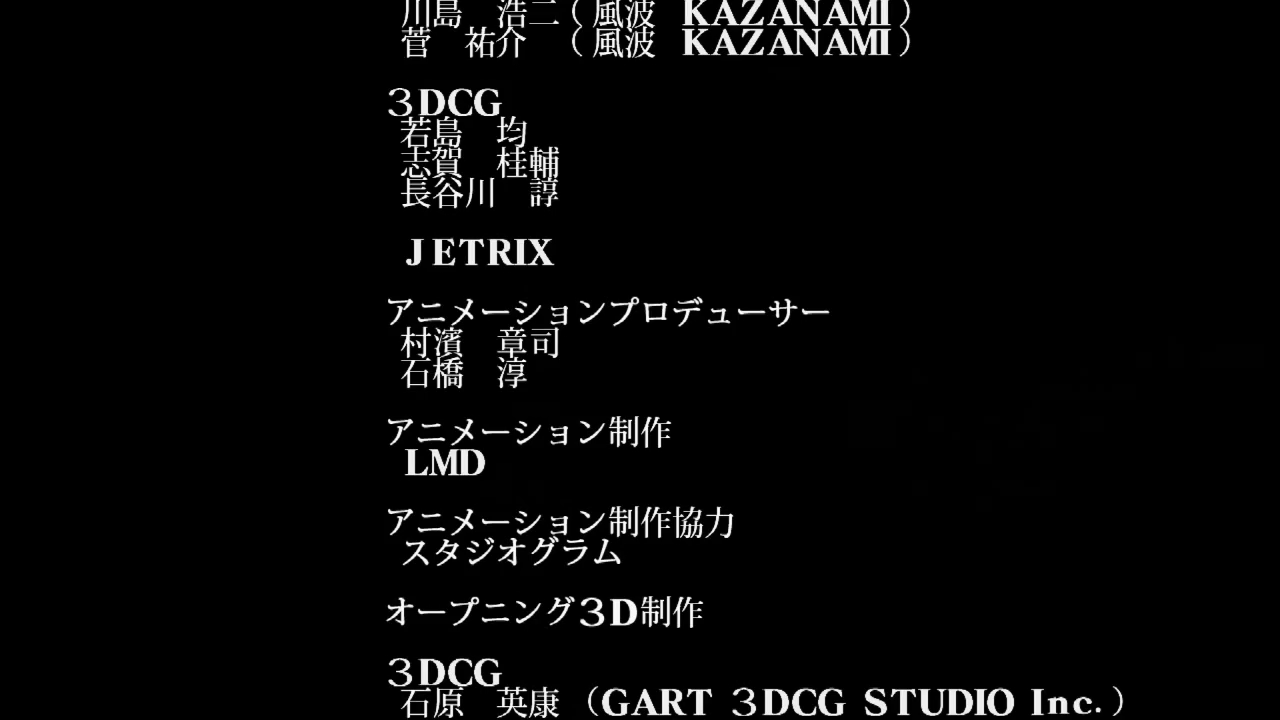 川島　浩二（風波 KAZANAMI）
菅　祐介　（風波 KAZANAMI）
３DCG
若島　均
志賀　桂輔
長谷川　諄
JETRIX
アニメーションプロデューサー
村濱　章司
石橋　淳
アニメーション制作
LMD
アニメーション制作協力
スタジオグラム
オープニング３D制作
３DCG
石原　英康（GART ３DCG STUDIO Inc.）